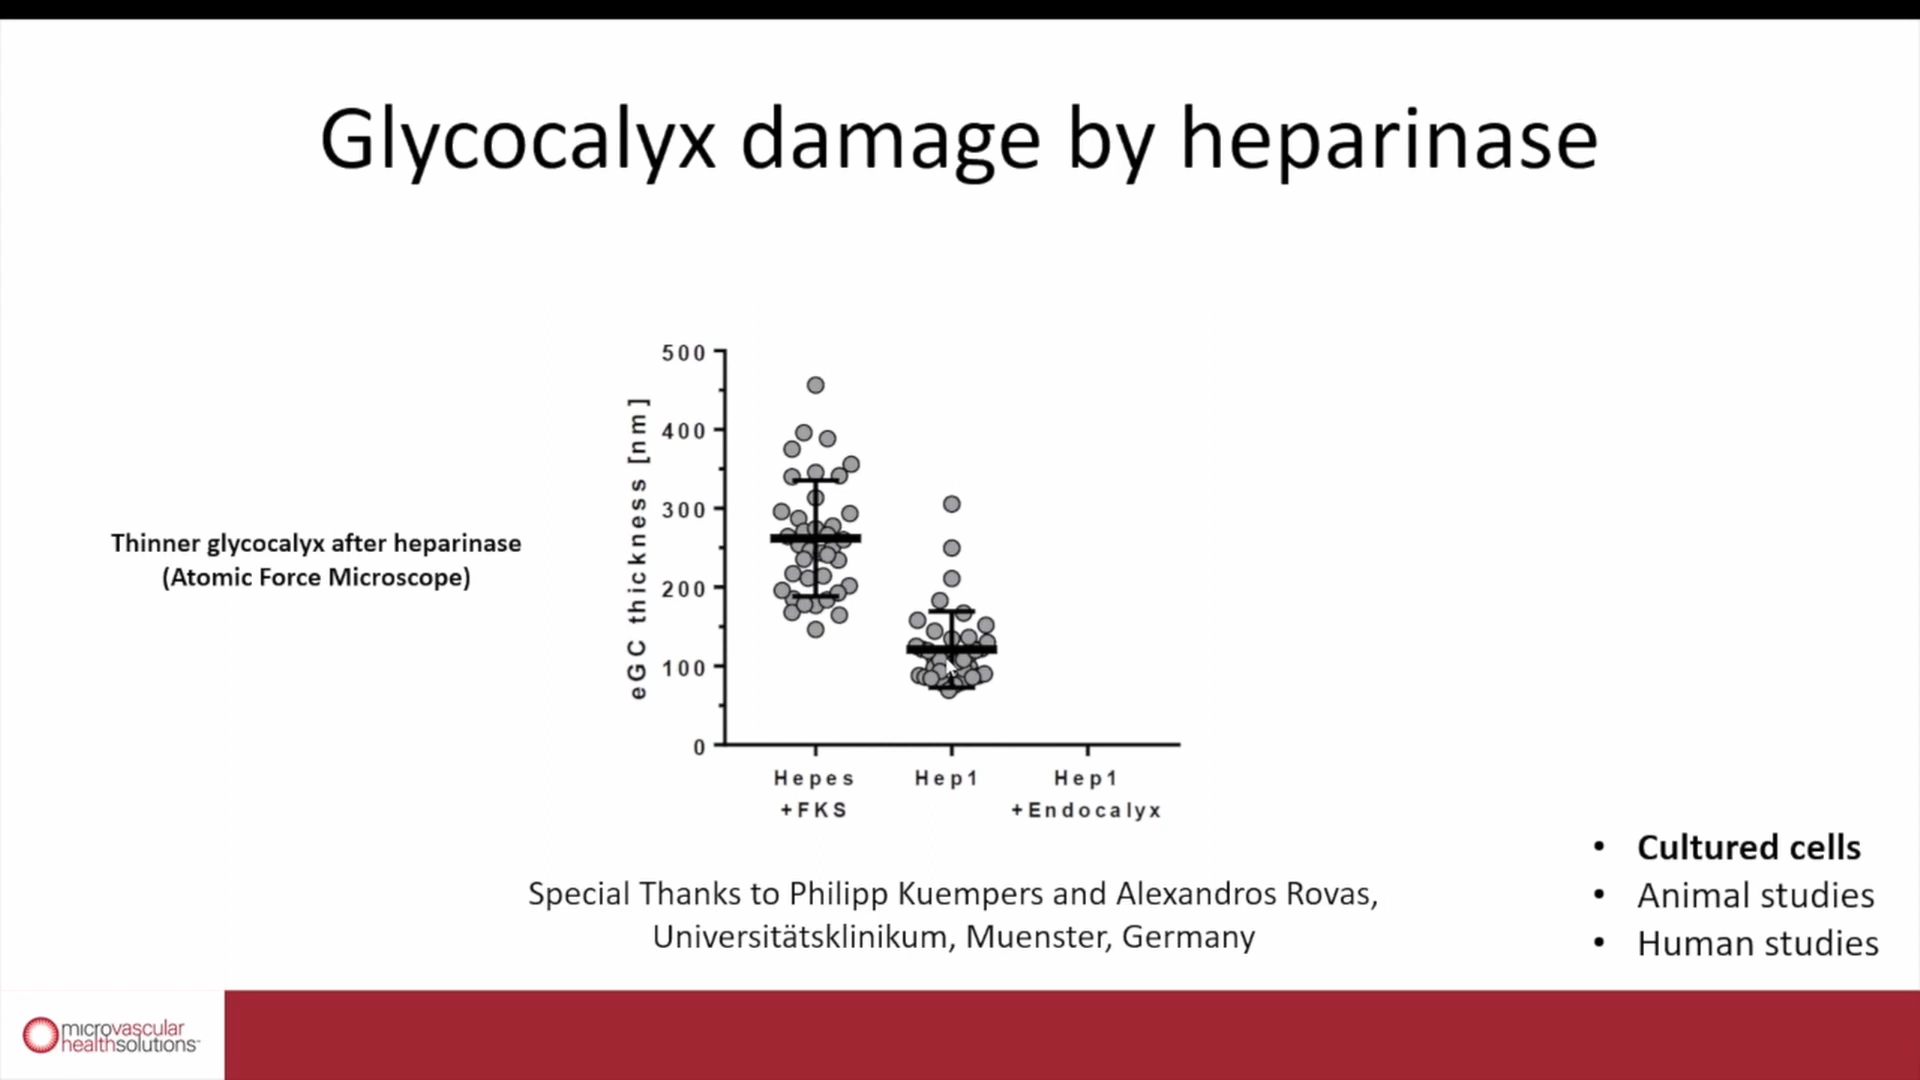 Glycocalyx damage by heparinase
Thinner glycocalyx after heparinase
(Atomic Force Microscope)
eGC thickness [nm]
500
400
300
200
100
0
Hepes
+FKS
Hep1
Hep1
+Endocalyx
Special Thanks to Philipp Kuempers and Alexandros Rovas,
Universitätsklinikum, Muenster, Germany
• Cultured cells
• Animal studies
• Human studies
microvascular
healthsolutions